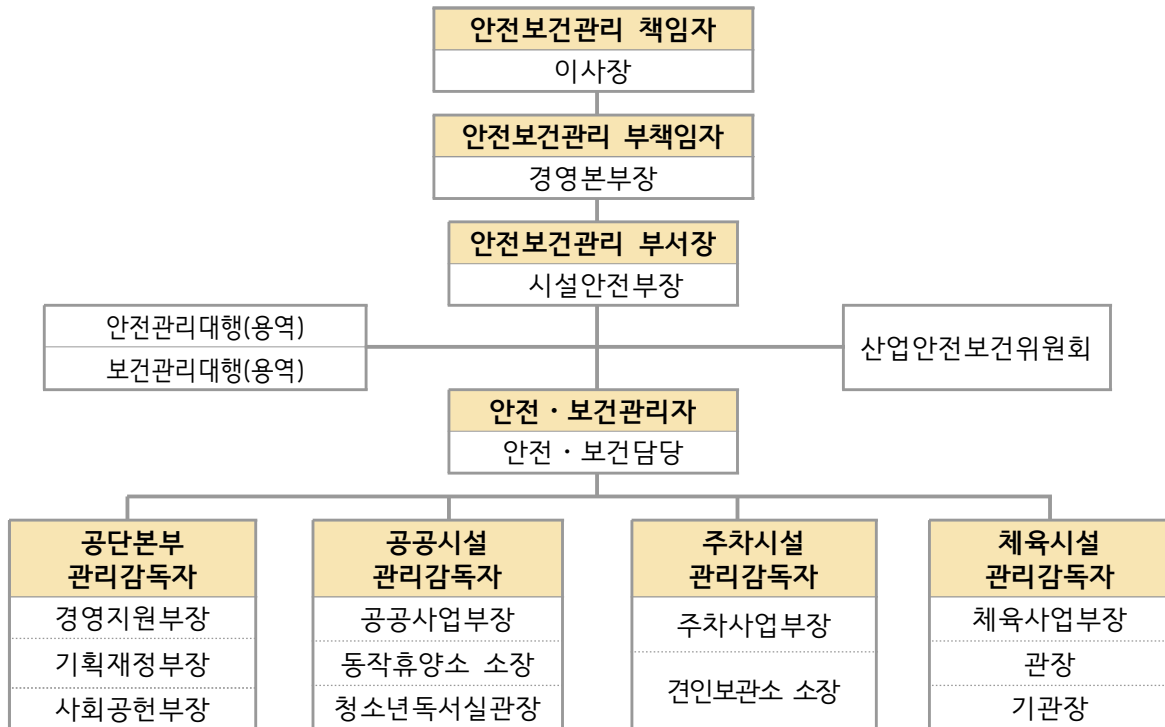 안전보건관리 책임자
이사장
안전보건관리 부책임자
경영본부장
안전보건관리 부서장
시설안전부장
안전관리대행(용역)
보건관리대행(용역)
산업안전보건위원회
안전・보건관리자
안전・보건담당
공단본부
관리감독자
경영지원부장
기획재정부장
사회공헌부장
공공시설
관리감독자
공공사업부장
동작휴양소 소장
청소년독서실관장
주차시설
관리감독자
주차사업부장
견인보관소 소장
체육시설
관리감독자
체육사업부장
관장
기관장